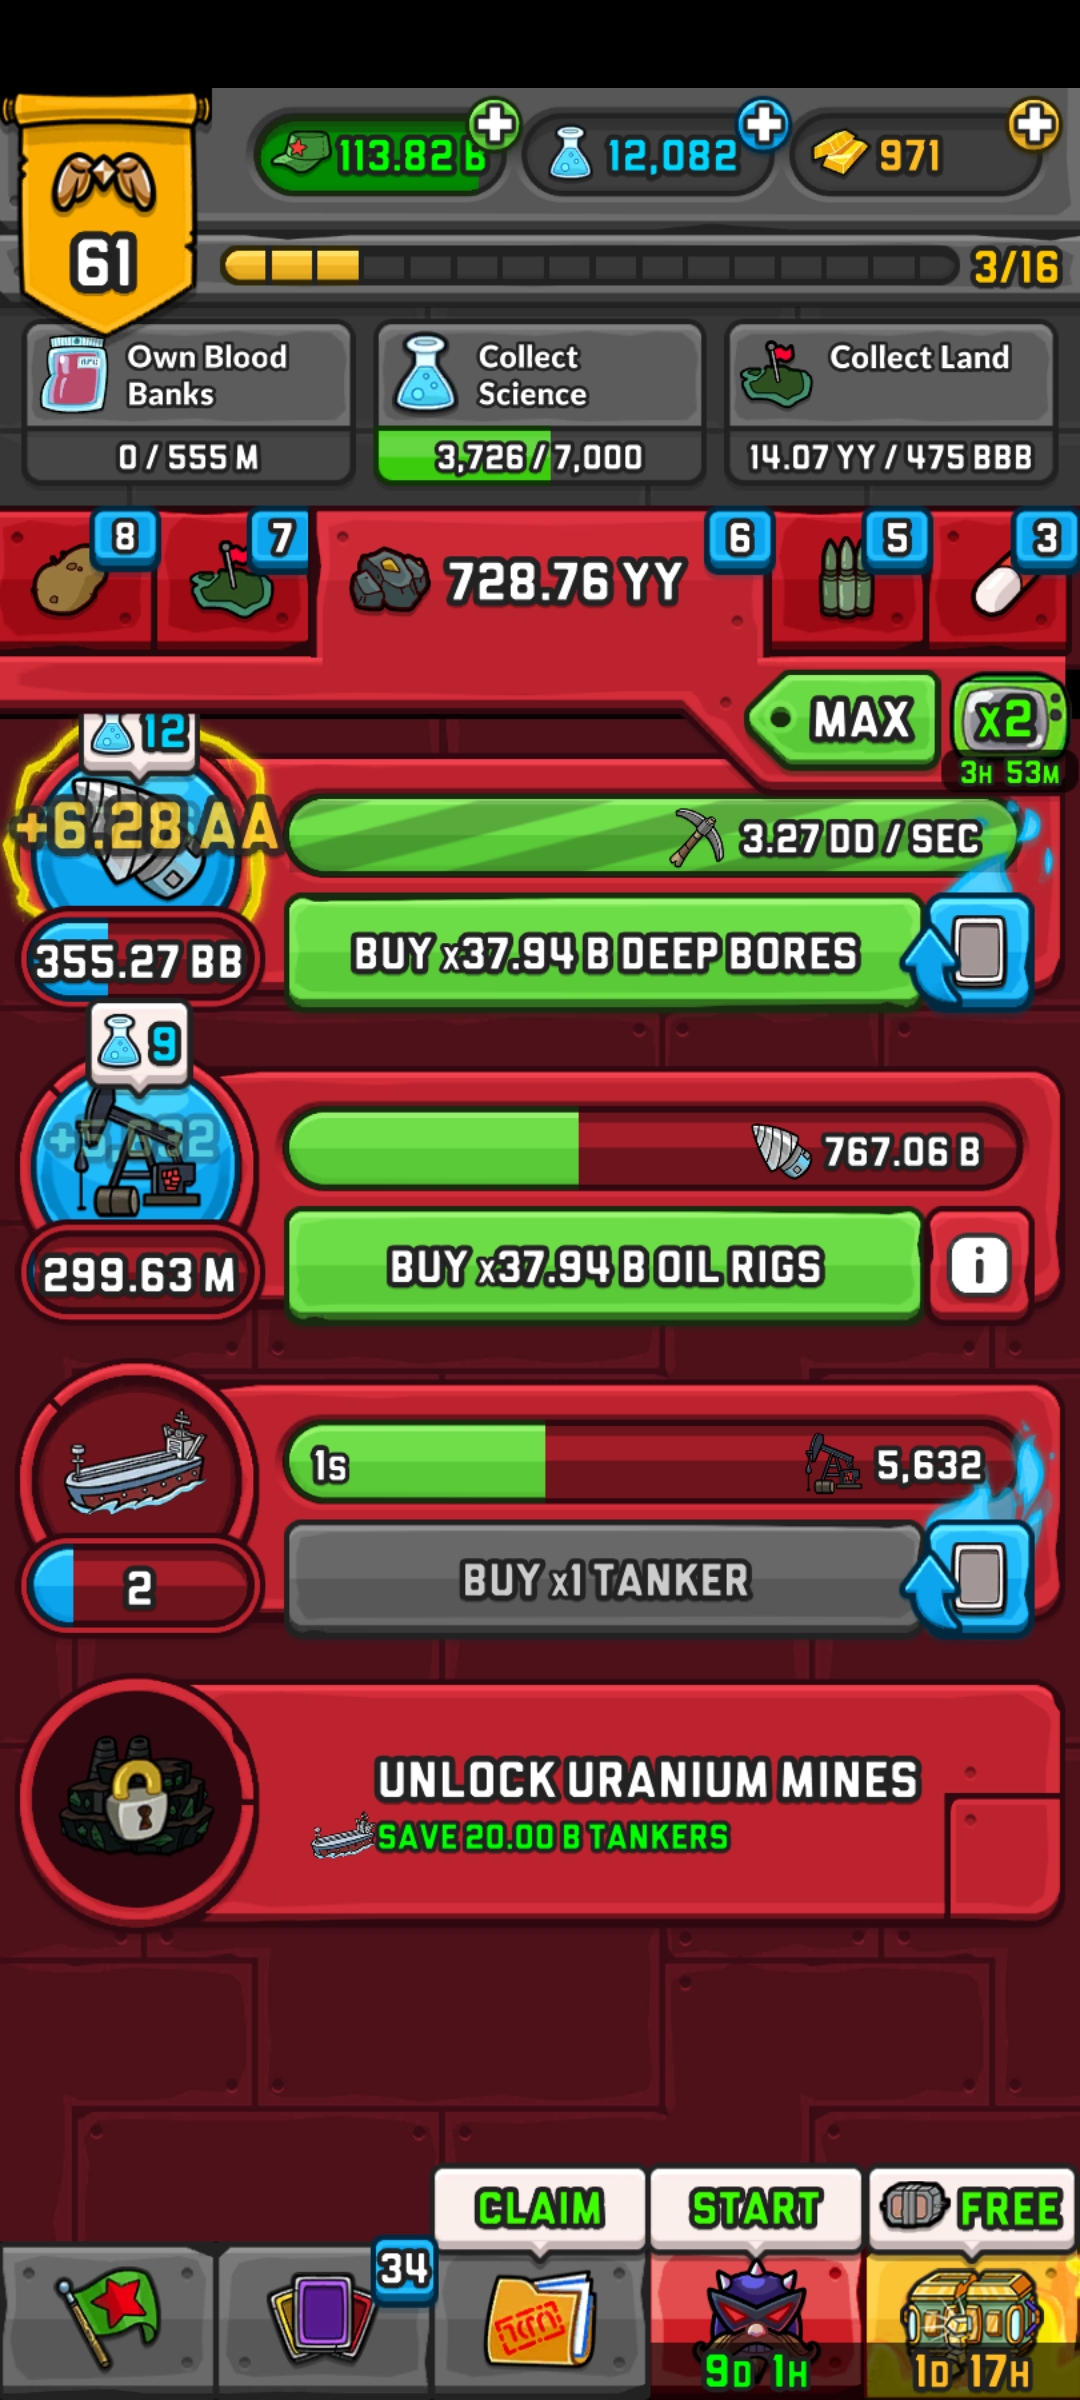 113.82 B
12,082
971
61
3/16
Own Blood
Banks
0 / 555 M
Collect
Science
3,726 / 7,000
Collect Land
14.07 YY / 475 BBB
8
7
728.76 YY
6
5
3
MAX
x2
3H 53M
12
+6.28 AA
3.27 DD / SEC
355.27 BB
BUY x37.94 B DEEP BORES
9
+5,632
767.06 B
299.63 M
BUY x37.94 B OIL RIGS
i
1s
5,632
2
BUY x1 TANKER
UNLOCK URANIUM MINES
SAVE 20.00 B TANKERS
CLAIM
START
FREE
34
9D 1H
1D 17H